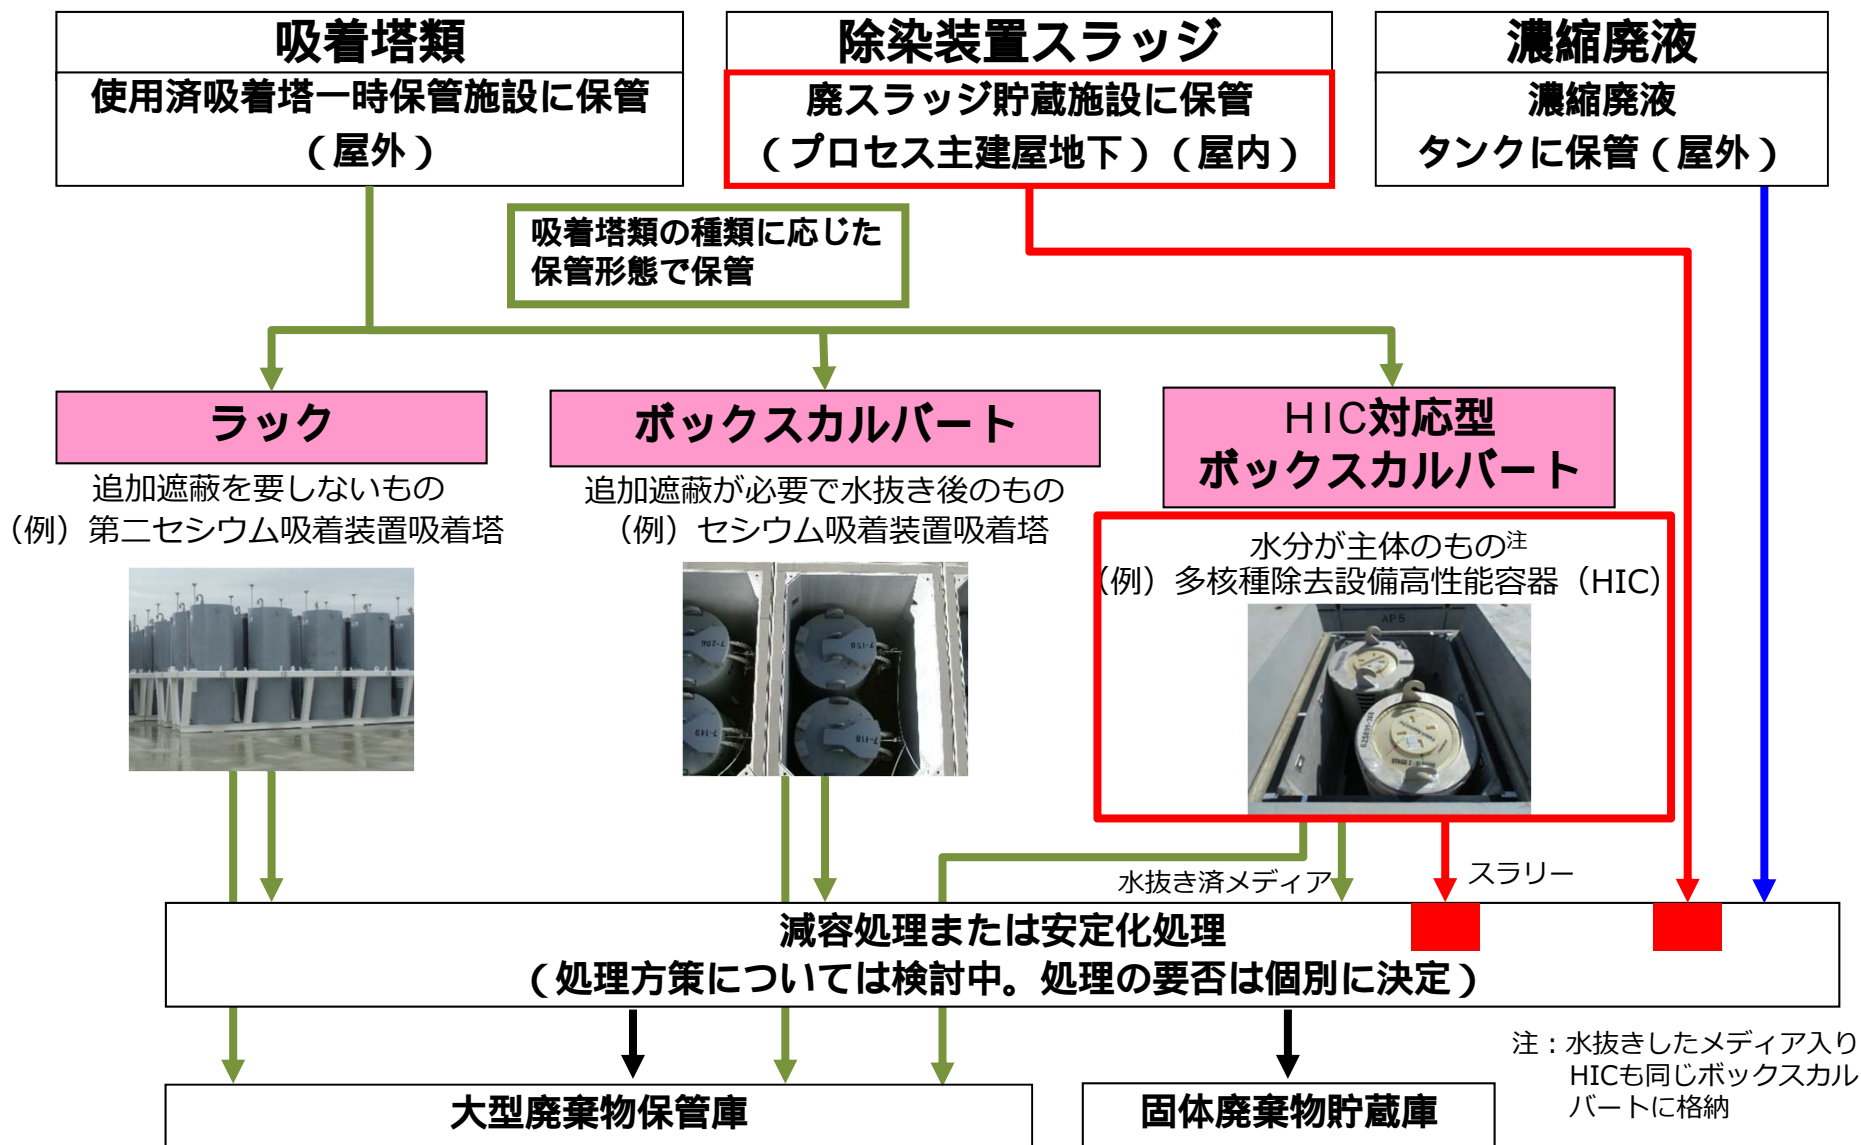 吸着塔類
使用済吸着塔一時保管施設に保管
（屋外）
除染装置スラッジ
廃スラッジ貯蔵施設に保管
（プロセス主建屋地下）（屋内）
濃縮廃液
濃縮廃液
タンクに保管（屋外）
吸着塔類の種類に応じた
保管形態で保管
ラック
追加遮蔽を要しないもの
（例）第二セシウム吸着装置吸着塔
ボックスカルバート
追加遮蔽が必要で水抜き後のもの
（例）セシウム吸着装置吸着塔
HIC対応型
ボックスカルバート
水分が主体のもの注
（例）多核種除去設備高性能容器（HIC）
水抜き済メディア
スラリー
減容処理または安定化処理
（処理方策については検討中。処理の要否は個別に決定）
大型廃棄物保管庫
固体廃棄物貯蔵庫
注：水抜きしたメディア入り
HICも同じボックスカル
バートに格納